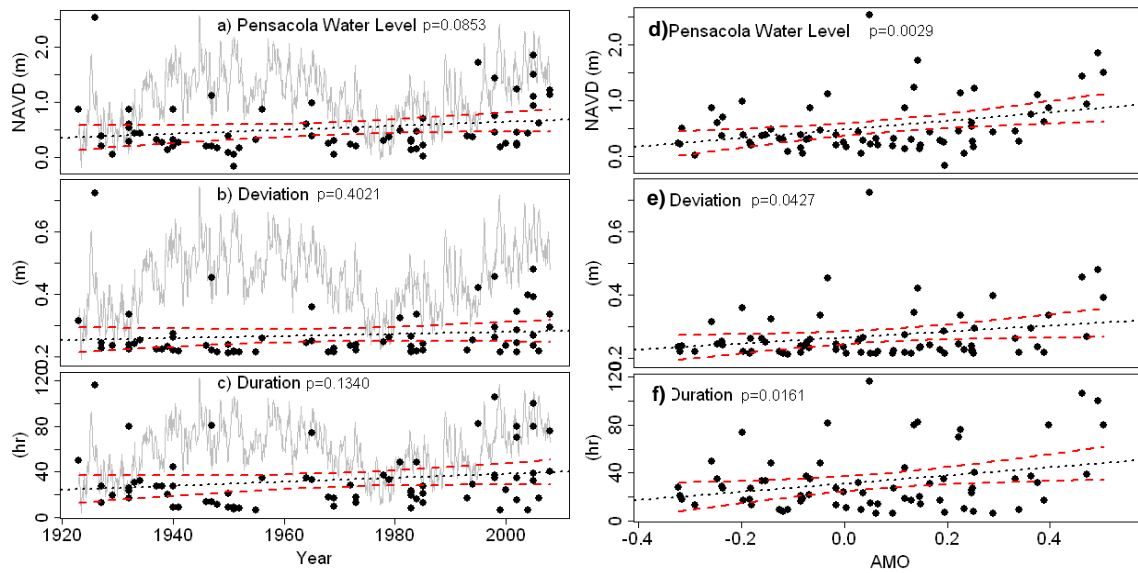 a) Pensacola Water Level p=0.0853
NAVD (m)
0.0 1.0 2.0
b) Deviation p=0.4021
(m)
0.2 0.4 0.6
c) Duration p=0.1340
(hr)
0 40 80 120
1920 1940 1960 1980 2000
Year
d) Pensacola Water Level p=0.0029
NAVD (m)
0.0 1.0 2.0
e) Deviation p=0.0427
(m)
0.2 0.4 0.6
f) Duration p=0.0161
(hr)
0 40 80 120
-0.4 -0.2 0.0 0.2 0.4
AMO